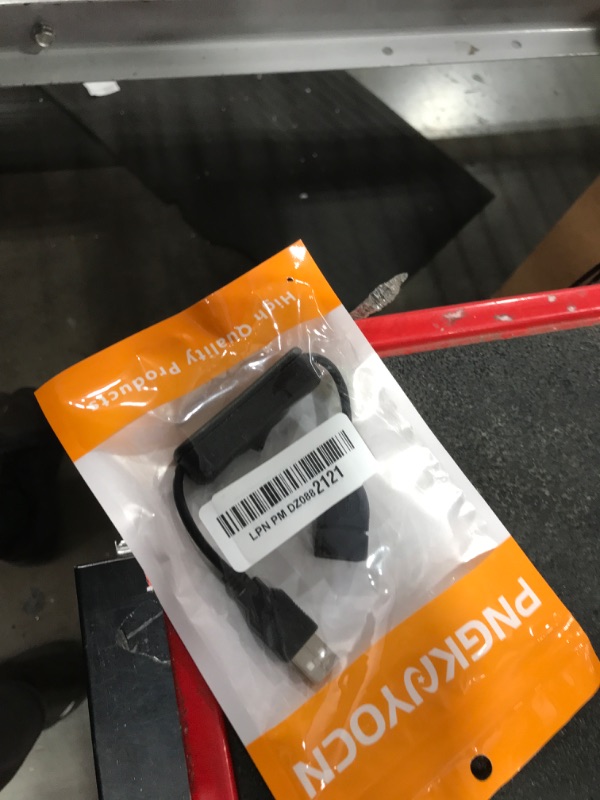 High Quality Products
LPN PM DZ0882121
PNGKNYOCN